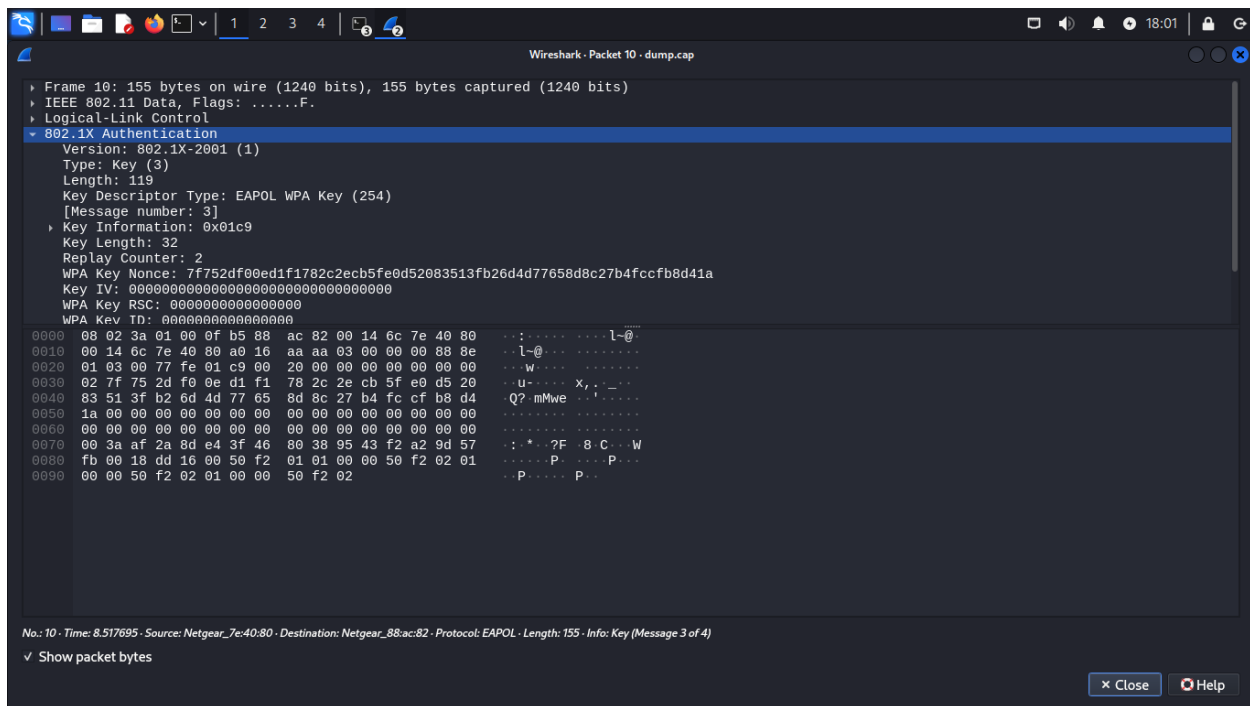 1 2 3 4 3 2 18:01
Wireshark · Packet 10 · dump.cap
Frame 10: 155 bytes on wire (1240 bits), 155 bytes captured (1240 bits)
IEEE 802.11 Data, Flags: ......F.
Logical-Link Control
802.1X Authentication
Version: 802.1X-2001 (1)
Type: Key (3)
Length: 119
Key Descriptor Type: EAPOL WPA Key (254)
[Message number: 3]
Key Information: 0x01c9
Key Length: 32
Replay Counter: 2
WPA Key Nonce: 7f752df00ed1f1782c2ecb5fe0d52083513fb26d4d77658d8c27b4fccfb8d41a
Key IV: 00000000000000000000000000000000
WPA Key RSC: 0000000000000000
WPA Key ID: 0000000000000000
0000 08 02 3a 01 00 0f b5 88 ac 82 00 14 6c 7e 40 80 ··:····· ····l~@·
0010 00 14 6c 7e 40 80 a0 16 aa aa 03 00 00 00 88 8e ··l~@··· ········
0020 01 03 00 77 fe 01 c9 00 20 00 00 00 00 00 00 00 ···w···· ·······
0030 02 7f 75 2d f0 0e d1 f1 78 2c 2e cb 5f e0 d5 20 ··u-···· x,.·_··
0040 83 51 3f b2 6d 4d 77 65 8d 8c 27 b4 fc cf b8 d4 ·Q?·mMwe ··'·····
0050 1a 00 00 00 00 00 00 00 00 00 00 00 00 00 00 00 ········ ········
0060 00 00 00 00 00 00 00 00 00 00 00 00 00 00 00 00 ········ ········
0070 00 3a af 2a 8d e4 3f 46 80 38 95 43 f2 a2 9d 57 ·:·*··?F ·8·C···W
0080 fb 00 18 dd 16 00 50 f2 01 01 00 00 50 f2 02 01 ······P· ····P···
0090 00 00 50 f2 02 01 00 00 50 f2 02 ··P····· P··
No.: 10 · Time: 8.517695 · Source: Netgear_7e:40:80 · Destination: Netgear_88:ac:82 · Protocol: EAPOL · Length: 155 · Info: Key (Message 3 of 4)
Show packet bytes
Close Help